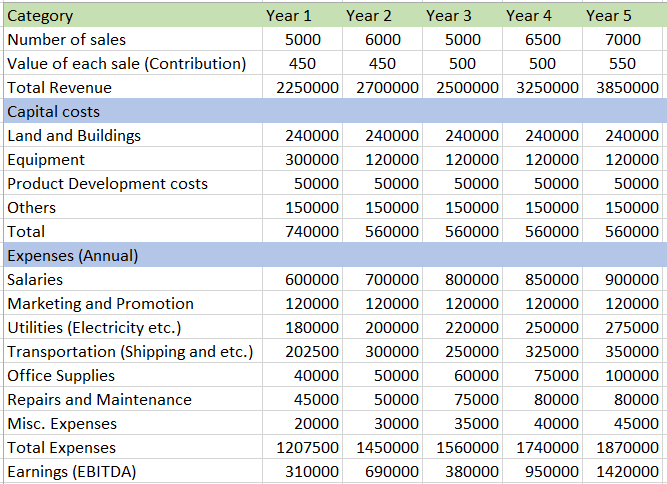 Category Year 1 Year 2 Year 3 Year 4 Year 5
Number of sales 5000 6000 5000 6500 7000
Value of each sale (Contribution) 450 450 500 500 550
Total Revenue 2250000 2700000 2500000 3250000 3850000
Capital costs
Land and Buildings 240000 240000 240000 240000 240000
Equipment 300000 120000 120000 120000 120000
Product Development costs 50000 50000 50000 50000 50000
Others 150000 150000 150000 150000 150000
Total 740000 560000 560000 560000 560000
Expenses (Annual)
Salaries 600000 700000 800000 850000 900000
Marketing and Promotion 120000 120000 120000 120000 120000
Utilities (Electricity etc.) 180000 200000 220000 250000 275000
Transportation (Shipping and etc.) 202500 300000 250000 325000 350000
Office Supplies 40000 50000 60000 75000 100000
Repairs and Maintenance 45000 50000 75000 80000 80000
Misc. Expenses 20000 30000 35000 40000 45000
Total Expenses 1207500 1450000 1560000 1740000 1870000
Earnings (EBITDA) 310000 690000 380000 950000 1420000